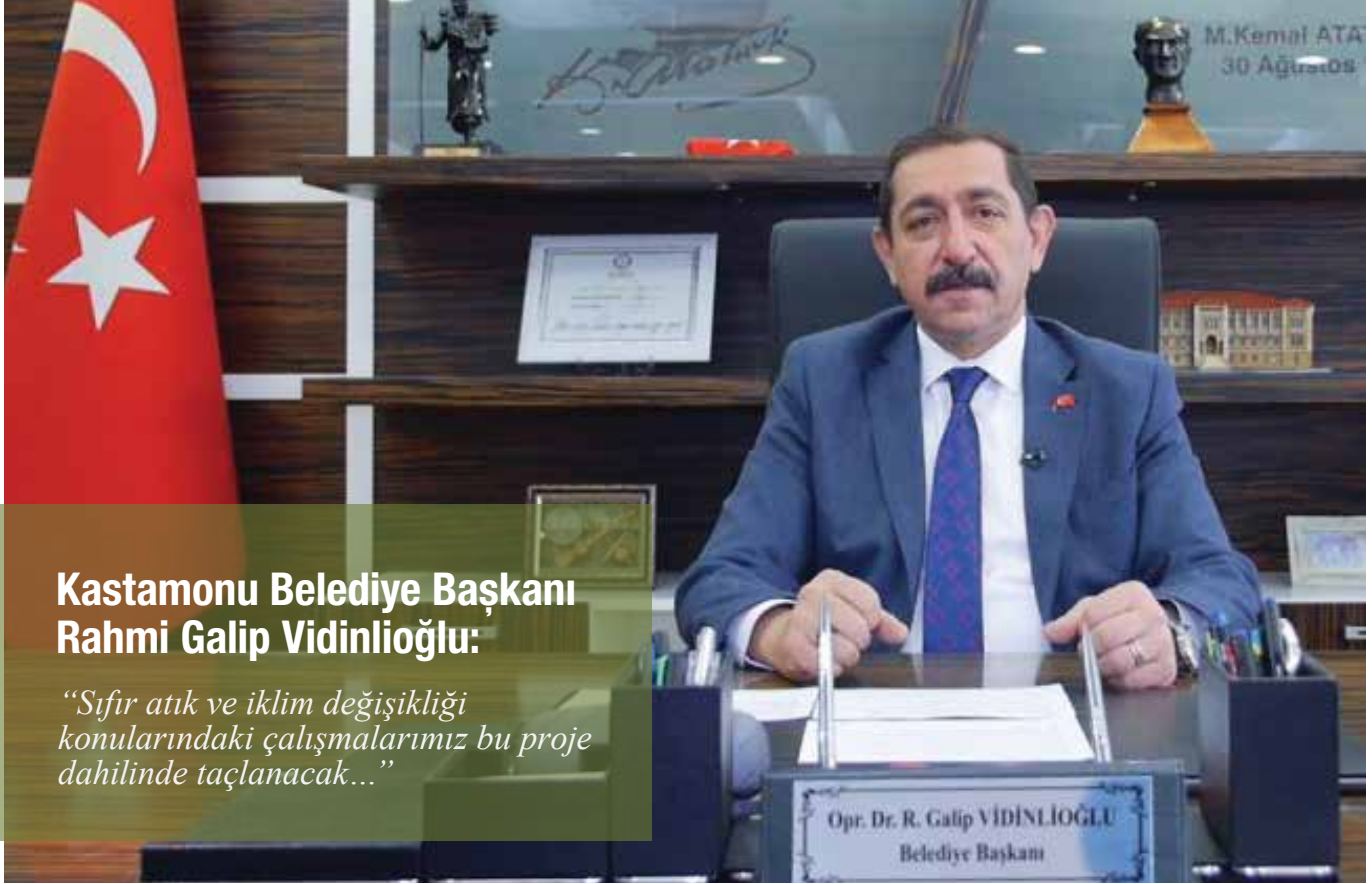 M.Kemal ATA
30 Ağustos
Kastamonu Belediye Başkanı
Rahmi Galip Vidinlioğlu:
“Sıfır atık ve iklim değişikliği
konularındaki çalışmalarımız bu proje
dahilinde taçlanacak...”
Opr. Dr. R. Galip VİDİNLİOĞLU
Belediye Başkanı